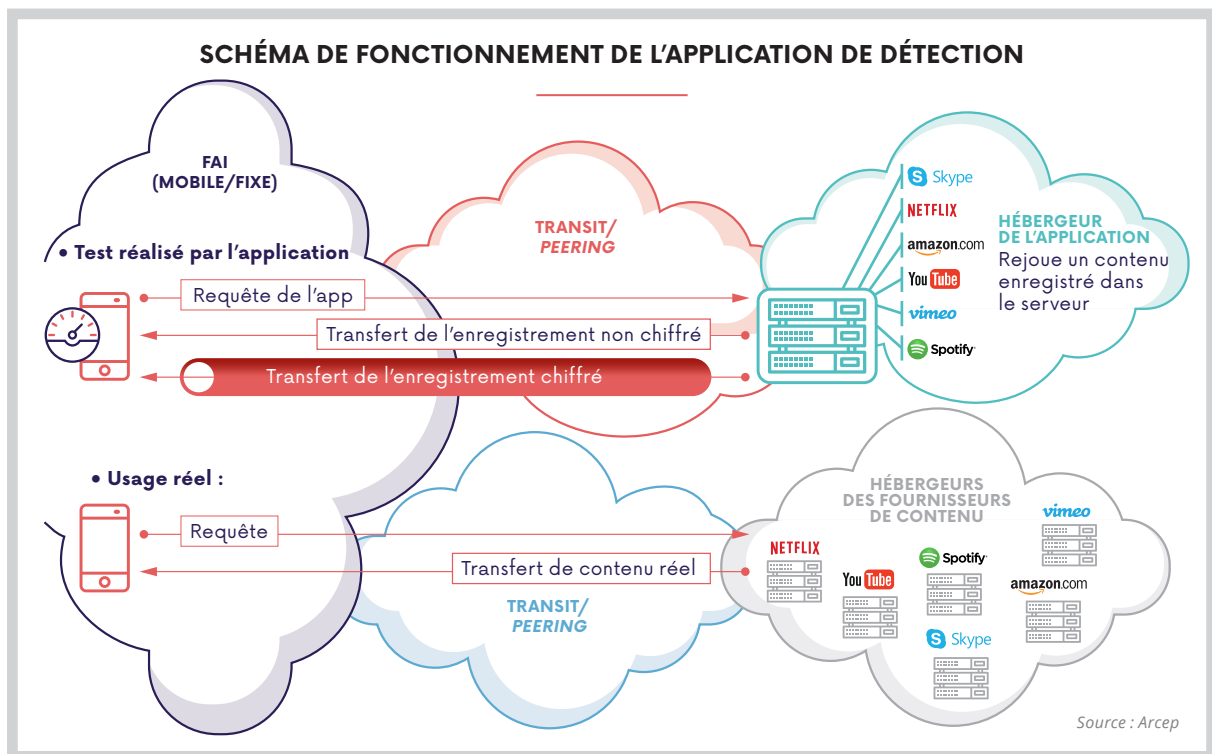 SCHÉMA DE FONCTIONNEMENT DE L’APPLICATION DE DÉTECTION
FAI
(MOBILE/FIXE)
• Test réalisé par l’application
Requête de l’app
Transfert de l’enregistrement non chiffré
Transfert de l’enregistrement chiffré
TRANSIT/
PEERING
S Skype
NETFLIX
amazon.com
YouTube
vimeo
Spotify
HÉBERGEUR
DE L’APPLICATION
Rejoue un contenu
enregistré dans
le serveur
• Usage réel :
Requête
Transfert de contenu réel
TRANSIT/
PEERING
HÉBERGEURS
DES FOURNISSEURS
DE CONTENU
NETFLIX
YouTube
Spotify
S Skype
vimeo
amazon.com
Source : Arcep